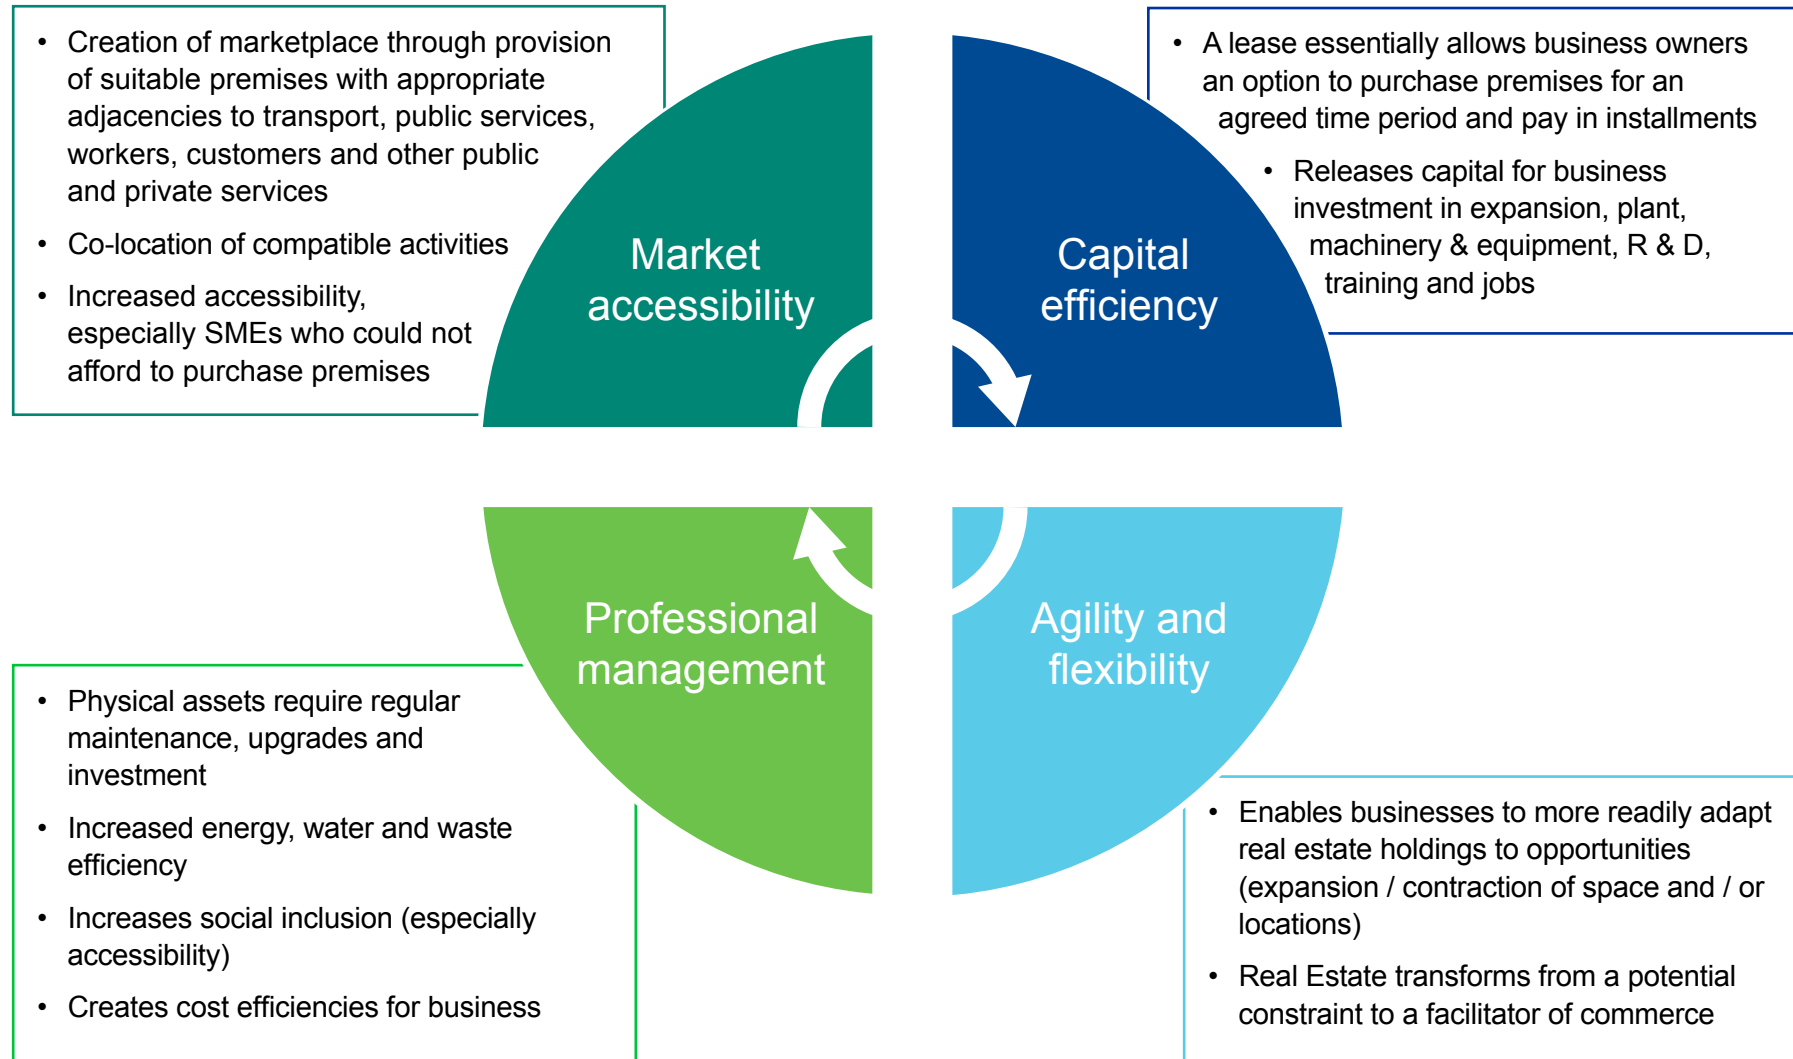 • Creation of marketplace through provision
of suitable premises with appropriate
adjacencies to transport, public services,
workers, customers and other public
and private services
• Co-location of compatible activities
• Increased accessibility,
especially SMEs who could not
afford to purchase premises
Market
accessibility
Capital
efficiency
• A lease essentially allows business owners
an option to purchase premises for an
agreed time period and pay in installments
• Releases capital for business
investment in expansion, plant,
machinery & equipment, R & D,
training and jobs
Professional
management
Agility and
flexibility
• Physical assets require regular
maintenance, upgrades and
investment
• Increased energy, water and waste
efficiency
• Increases social inclusion (especially
accessibility)
• Creates cost efficiencies for business
• Enables businesses to more readily adapt
real estate holdings to opportunities
(expansion / contraction of space and / or
locations)
• Real Estate transforms from a potential
constraint to a facilitator of commerce